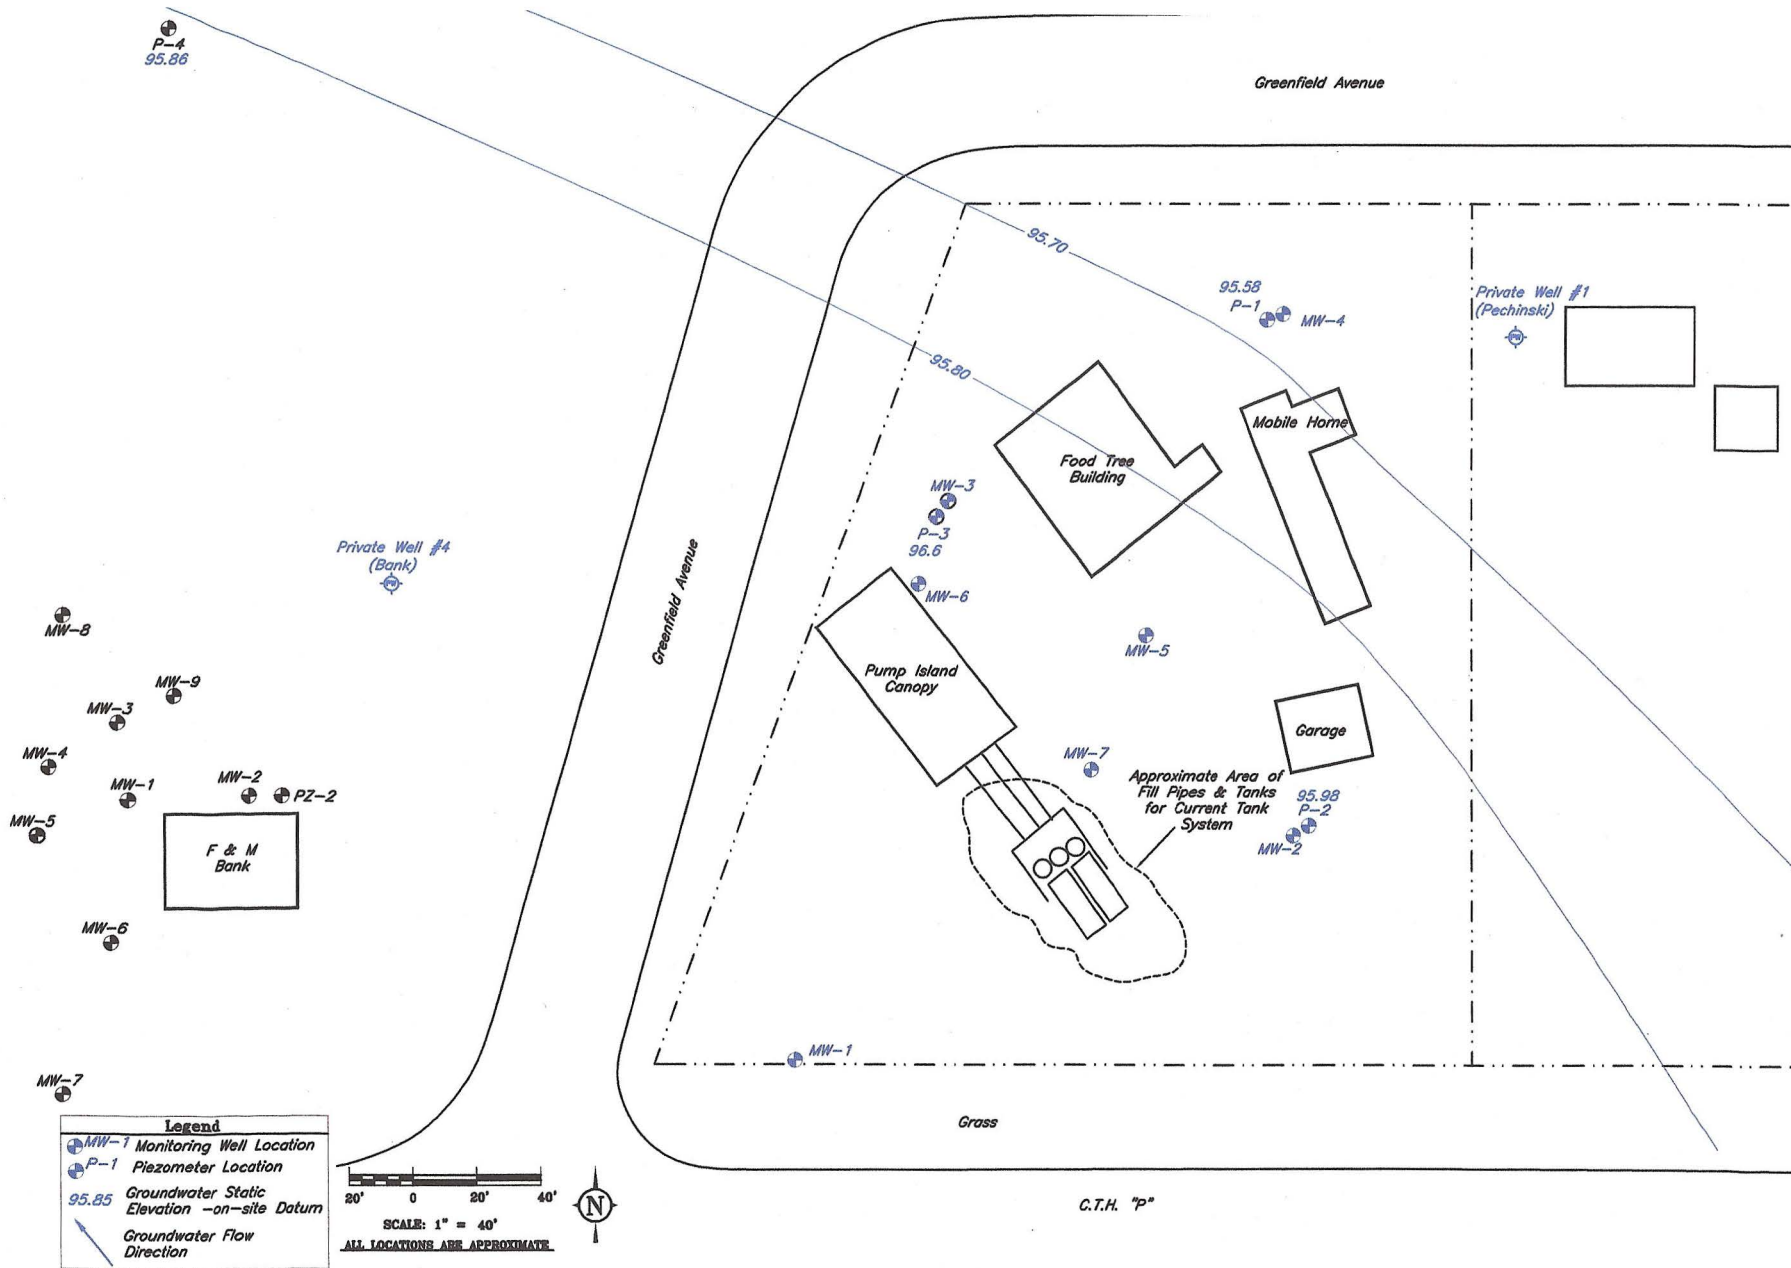 P-4
95.86
Greenfield Avenue
95.70
95.58
P-1
MW-4
Private Well #1
(Pechinski)
PW
95.80
Mobile Home
Food Tree
Building
MW-3
P-3
96.6
MW-6
Private Well #4
(Bank)
PW
Greenfield Avenue
MW-8
MW-5
MW-9
MW-3
Pump Island
Canopy
Garage
MW-4
MW-1
MW-2
PZ-2
MW-7
Approximate Area of
Fill Pipes & Tanks
for Current Tank
System
95.98
P-2
MW-2
MW-5
F & M
Bank
MW-6
MW-1
MW-7
Grass
C.T.H. "P"
Legend
MW-1 Monitoring Well Location
P-1 Piezometer Location
95.85 Groundwater Static
Elevation -on-site Datum
Groundwater Flow
Direction
20' 0 20' 40'
SCALE: 1" = 40'
ALL LOCATIONS ARE APPROXIMATE
N